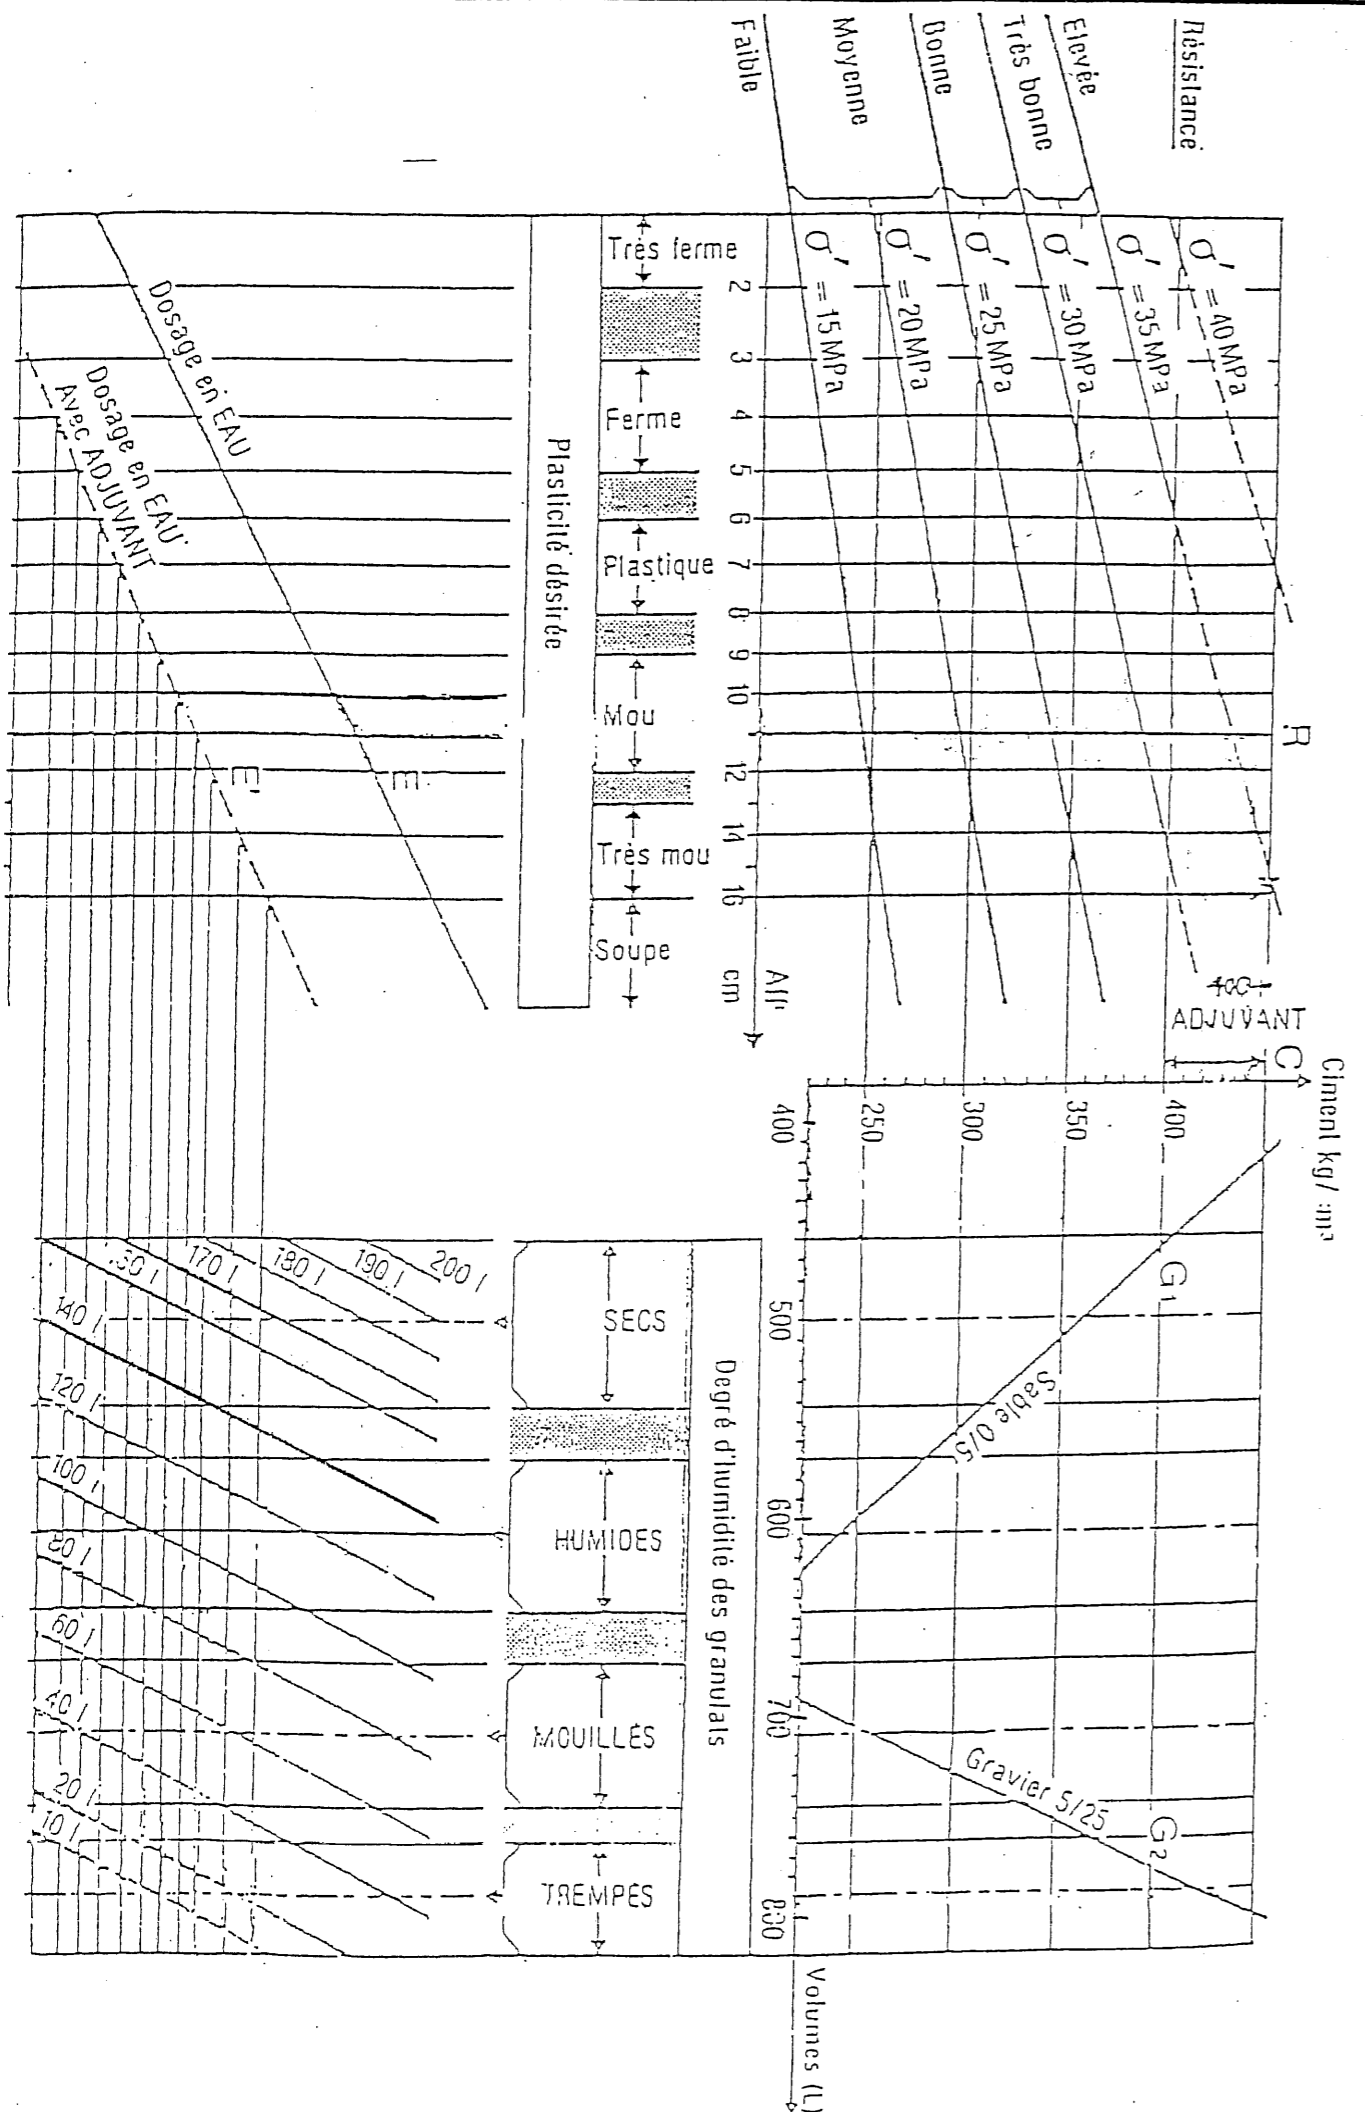 Résistance
Elevée
Très bonne
Bonne
Moyenne
Faible
σ' = 40 MPa
σ' = 35 MPa
σ' = 30 MPa
σ' = 25 MPa
σ' = 20 MPa
σ' = 15 MPa
R
2
3
4
5
6
7
8
9
10
12
14
16
cm
Très ferme
Ferme
Plastique
Mou
Très mou
Soupe
Plasticité désirée
Dosage en EAU
Dosage en EAU
Avec ADJUVANT
E
E'
ADJUVANT
C
Ciment kg/m³
400
350
300
250
G1
Sable 0/5
Gravier 5/25
G2
400
500
600
700
800
Volumes (L)
Degré d'humidité des granulats
SECS
HUMIDES
MOUILLÉS
TREMPÉS
200 l
190 l
180 l
170 l
140 l
120 l
100 l
80 l
60 l
40 l
20 l
10 l